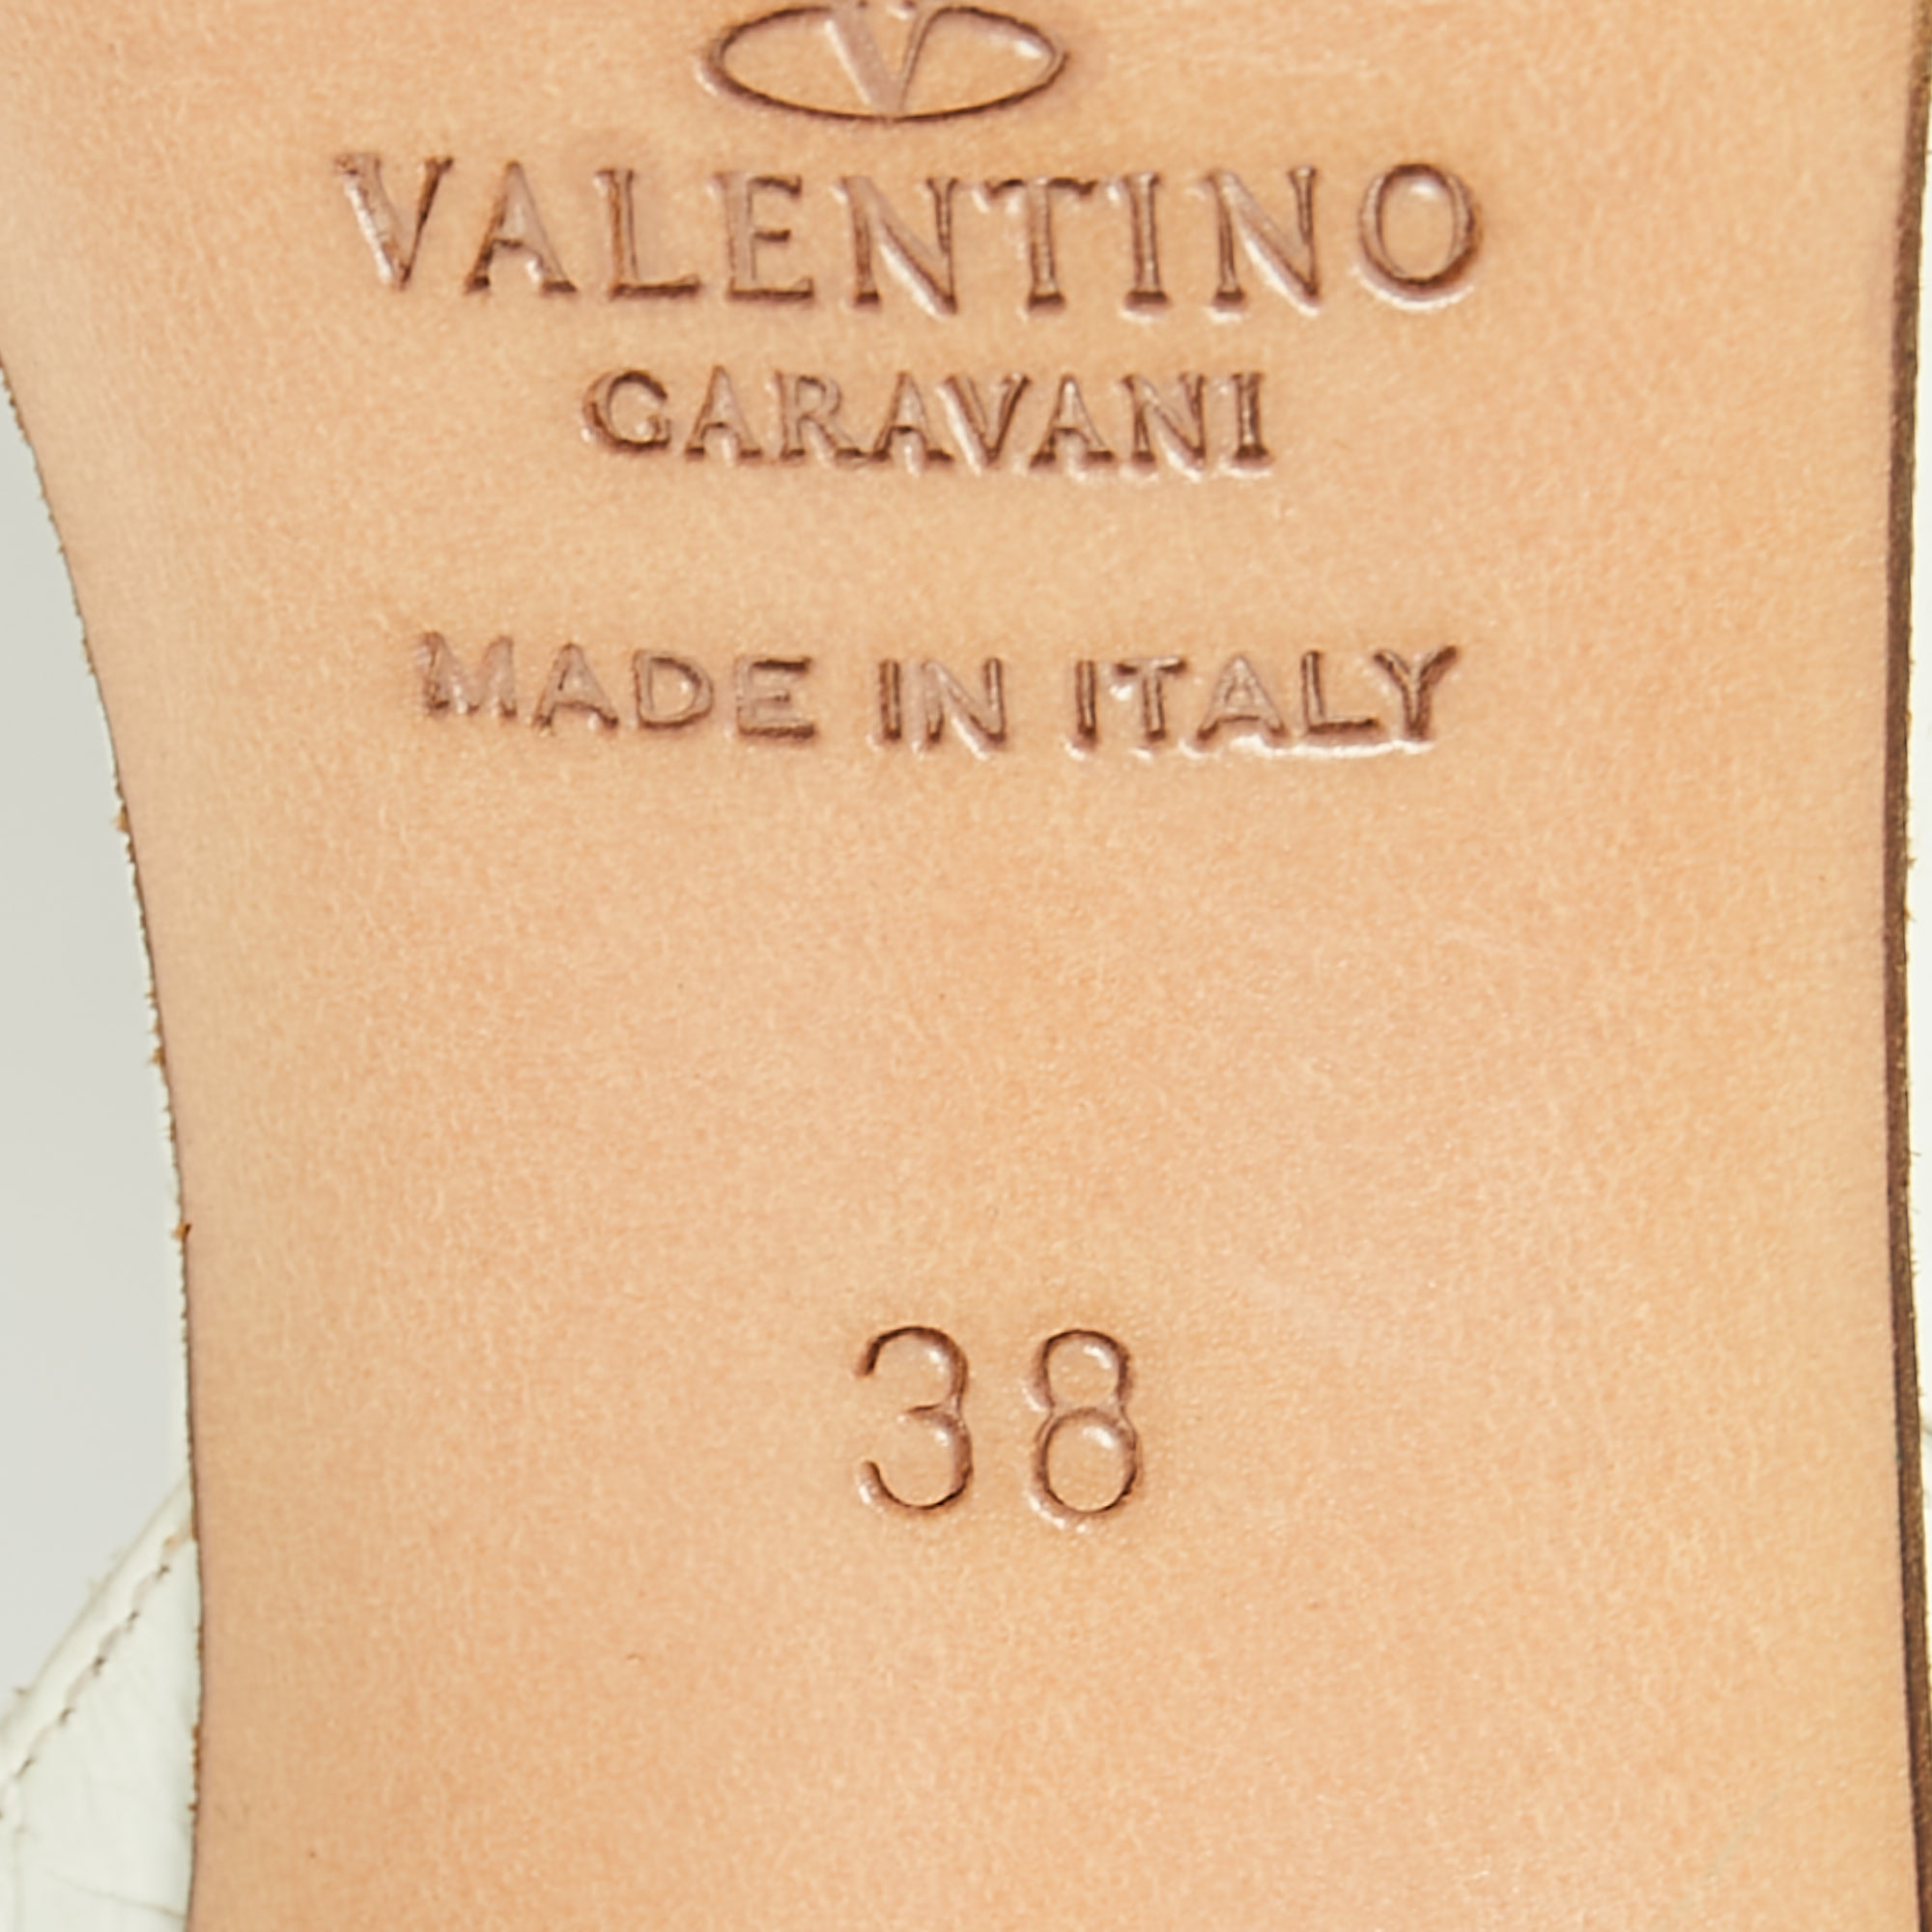 V
VALENTINO
GARAVANI
MADE IN ITALY
38